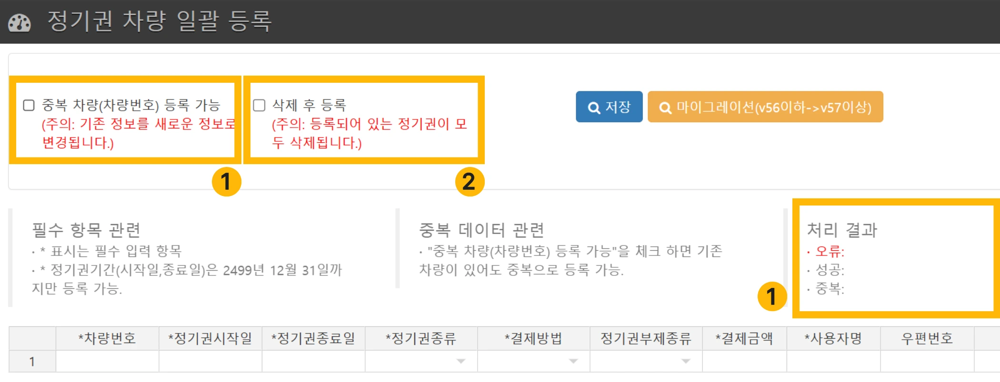 정기권 차량 일괄 등록
중복 차량(차량번호) 등록 가능
(주의: 기존 정보를 새로운 정보로
변경됩니다.)
1
삭제 후 등록
(주의: 등록되어 있는 정기권이 모
두 삭제됩니다.)
2
저장
마이그레이션(v56이하->v57이상)
필수 항목 관련
· * 표시는 필수 입력 항목
· * 정기권기간(시작일,종료일)은 2499년 12월 31일까
지만 등록 가능.
중복 데이터 관련
· "중복 차량(차량번호) 등록 가능"을 체크 하면 기존
차량이 있어도 중복으로 등록 가능.
1
처리 결과
· 오류:
· 성공:
· 중복:
*차량번호 *정기권시작일 *정기권종료일 *정기권종류 *결제방법 정기권부제종류 *결제금액 *사용자명 우편번호
1